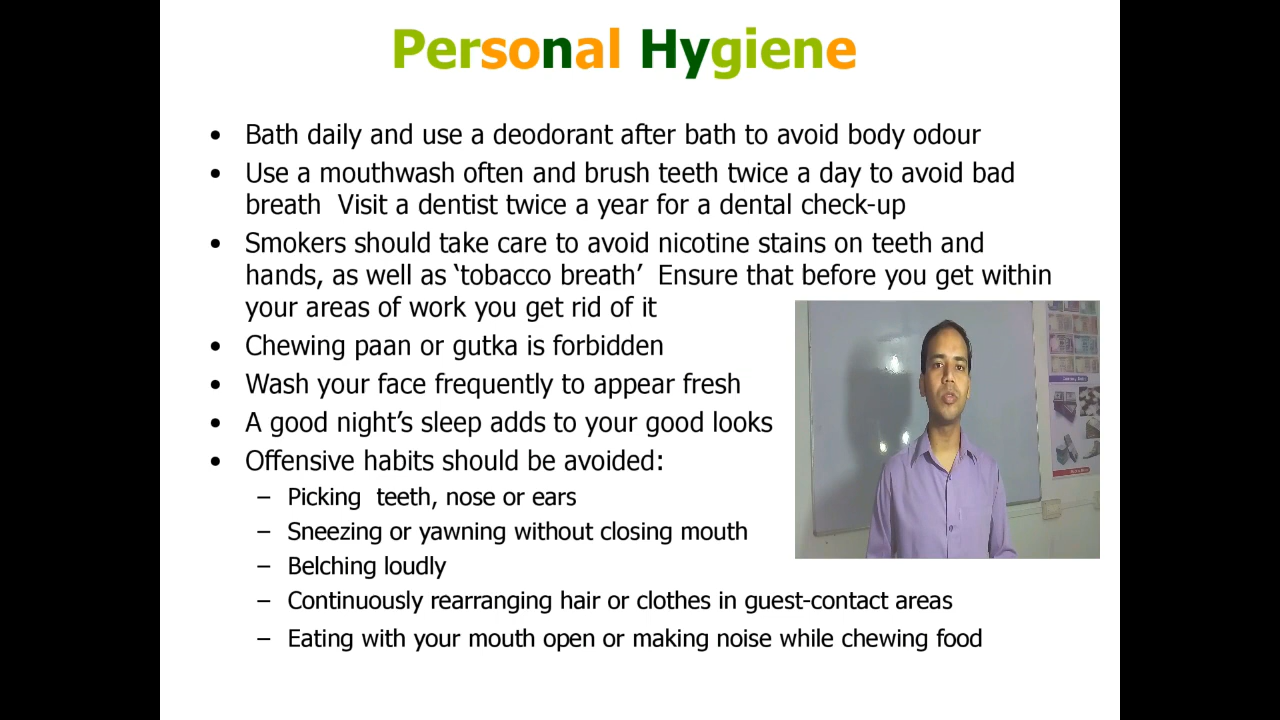 Personal Hygiene
• Bath daily and use a deodorant after bath to avoid body odour
• Use a mouthwash often and brush teeth twice a day to avoid bad
breath  Visit a dentist twice a year for a dental check-up
• Smokers should take care to avoid nicotine stains on teeth and
hands, as well as ‘tobacco breath’  Ensure that before you get within
your areas of work you get rid of it
• Chewing paan or gutka is forbidden
• Wash your face frequently to appear fresh
• A good night’s sleep adds to your good looks
• Offensive habits should be avoided:
– Picking  teeth, nose or ears
– Sneezing or yawning without closing mouth
– Belching loudly
– Continuously rearranging hair or clothes in guest-contact areas
– Eating with your mouth open or making noise while chewing food